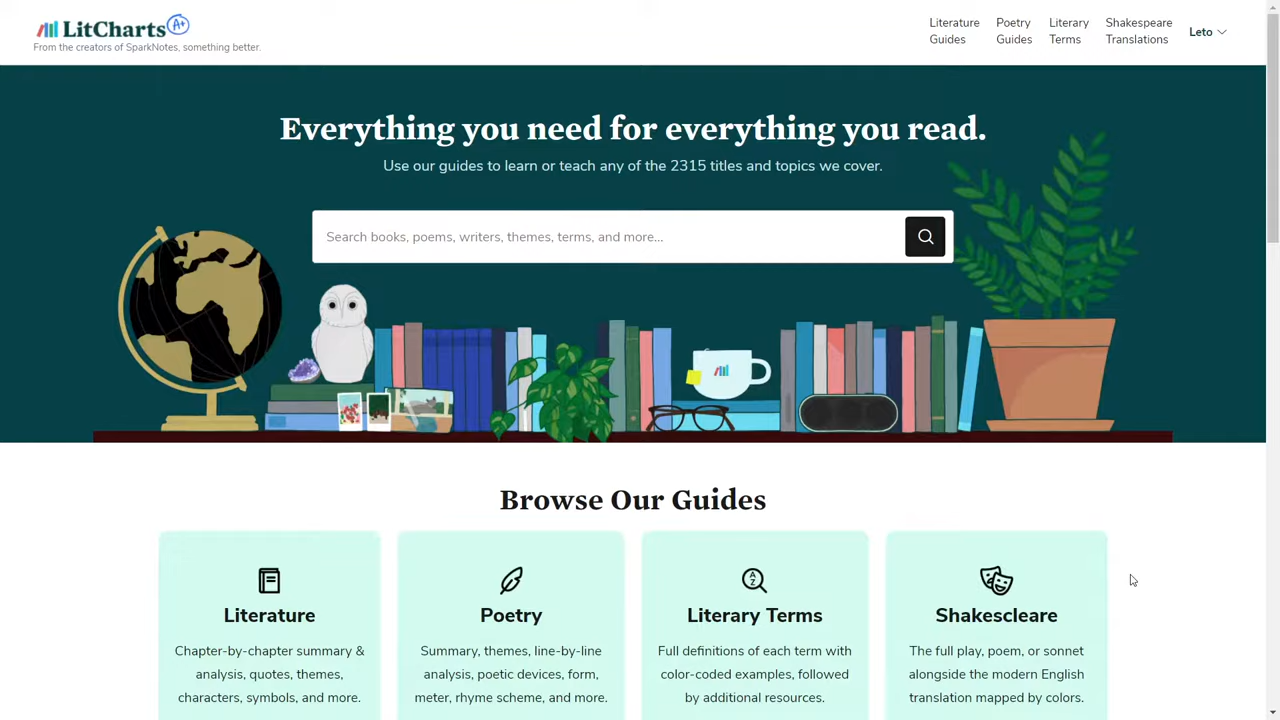 LitCharts A+
From the creators of SparkNotes, something better.
Literature Guides
Poetry Guides
Literary Terms
Shakespeare Translations
Leto
Everything you need for everything you read.
Use our guides to learn or teach any of the 2315 titles and topics we cover.
Search books, poems, writers, themes, terms, and more...
Browse Our Guides
Literature
Chapter-by-chapter summary &
analysis, quotes, themes,
characters, symbols, and more.
Poetry
Summary, themes, line-by-line
analysis, poetic devices, form,
meter, rhyme scheme, and more.
A
Z
Literary Terms
Full definitions of each term with
color-coded examples, followed
by additional resources.
Shakescleare
The full play, poem, or sonnet
alongside the modern English
translation mapped by colors.